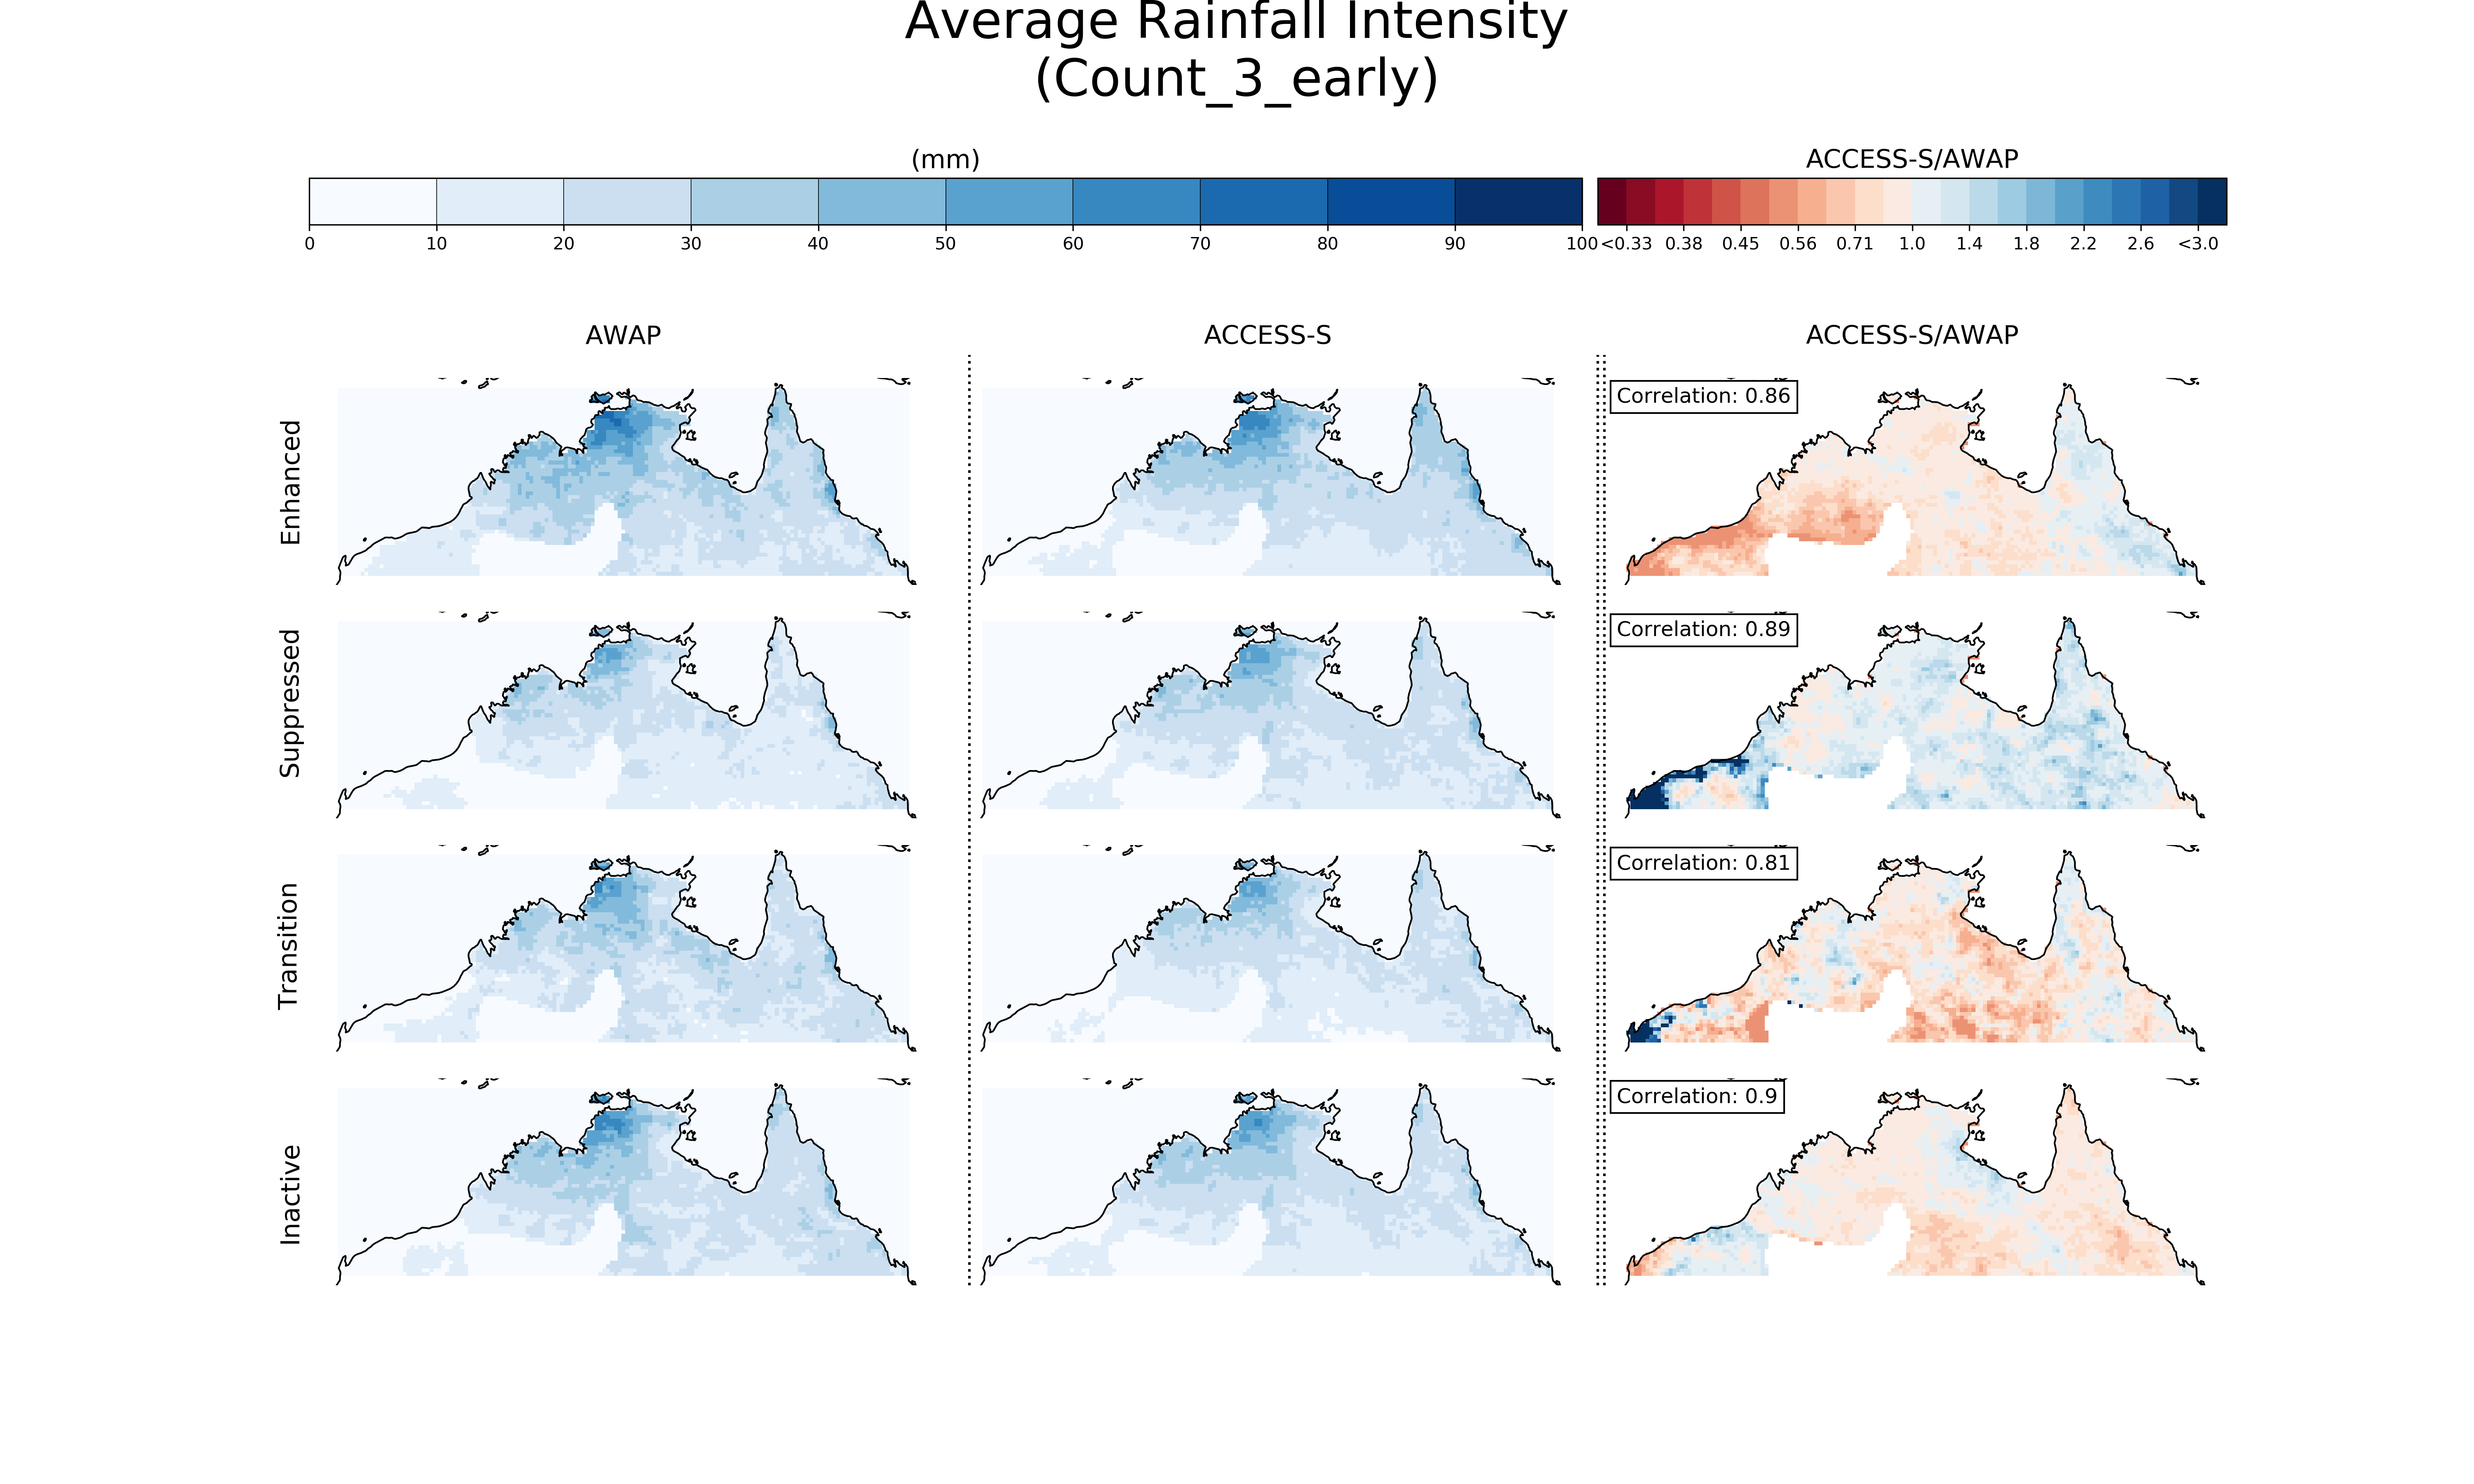 Average Rainfall Intensity
(Count_3_early)
(mm)
ACCESS-S/AWAP
0 10 20 30 40 50 60 70 80 90 100
<0.33 0.38 0.45 0.56 0.71 1.0 1.4 1.8 2.2 2.6 <3.0
AWAP
ACCESS-S
ACCESS-S/AWAP
Enhanced
Correlation: 0.86
Suppressed
Correlation: 0.89
Transition
Correlation: 0.81
Inactive
Correlation: 0.9